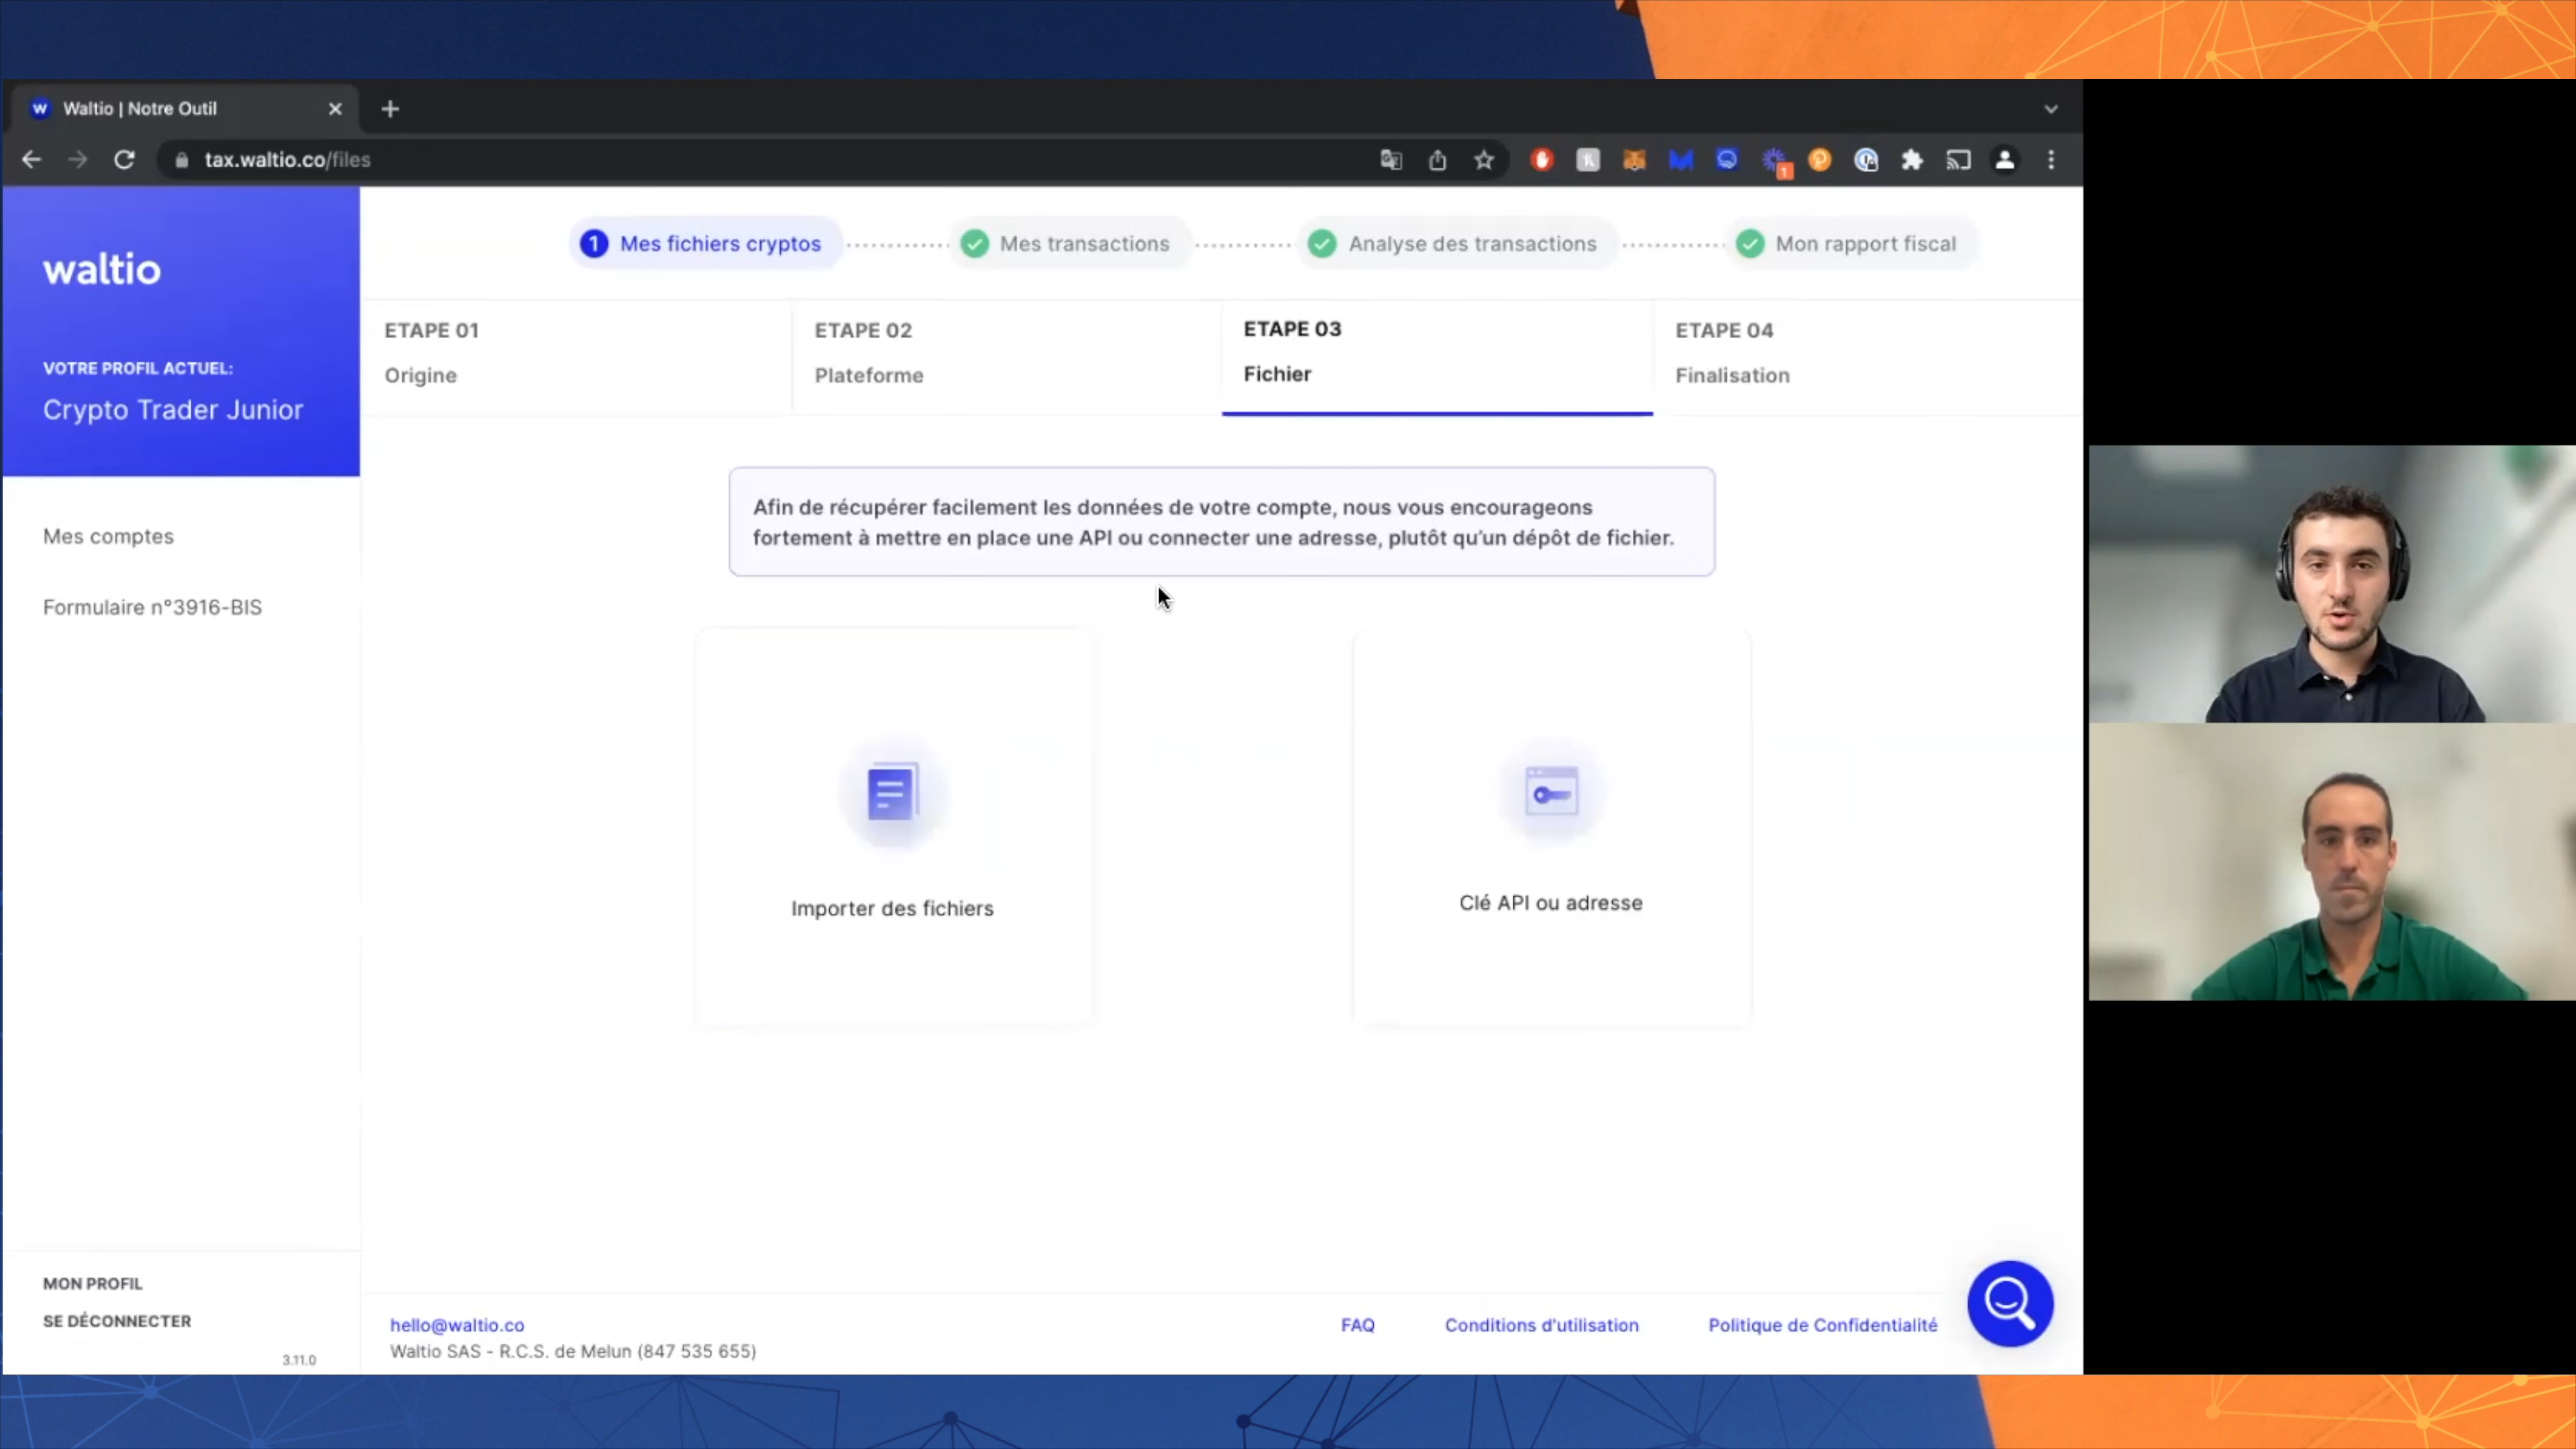 Waltio | Notre Outil
tax.waltio.co/files
1
waltio
VOTRE PROFIL ACTUEL:
Crypto Trader Junior
Mes comptes
Formulaire n°3916-BIS
MON PROFIL
SE DÉCONNECTER
3.11.0
1 Mes fichiers cryptos
Mes transactions
Analyse des transactions
Mon rapport fiscal
ETAPE 01
Origine
ETAPE 02
Plateforme
ETAPE 03
Fichier
ETAPE 04
Finalisation
Afin de récupérer facilement les données de votre compte, nous vous encourageons
fortement à mettre en place une API ou connecter une adresse, plutôt qu'un dépôt de fichier.
Importer des fichiers
Clé API ou adresse
hello@waltio.co
Waltio SAS - R.C.S. de Melun (847 535 655)
FAQ
Conditions d'utilisation
Politique de Confidentialité